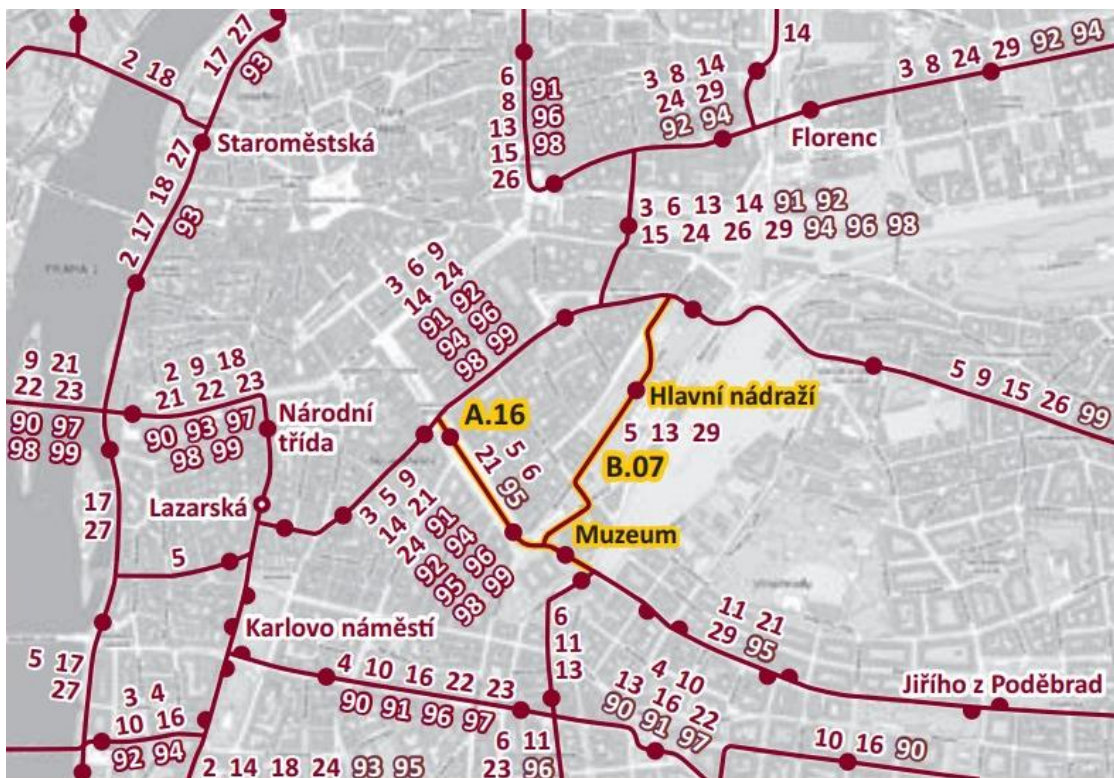 17 27
93
2 18
Staroměstská
2 17 18 27
93
6
8
13
15
26
91
96
98
3 8 14
24 29
92 94
14
3 8 24 29 92 94
Florenc
3 6 13 14 91 92
15 24 26 29 94 96 98
3 6 9
14 24
91 92
94 96
98 99
9 21
22 23
90 97
98 99
2 9 18
21 22 23
90 93 97
98 99
Národní
třída
Lazarská
A.16
5 6
21 95
Hlavní nádraží
5 13 29
B.07
Muzeum
5 9 15 26 99
17
27
5
3 5 9
14 21
24 91
92 94
95 96
98 99
Karlovo náměstí
5 17
27
3 4
10 16
92 94
4 10 16 22 23
90 91 96 97
6
11
13
11 21
29 95
4 10
13 16 22
90 91 97
Jiřího z Poděbrad
10 16 90
6 11
23 96
2 14 18 24 93 95